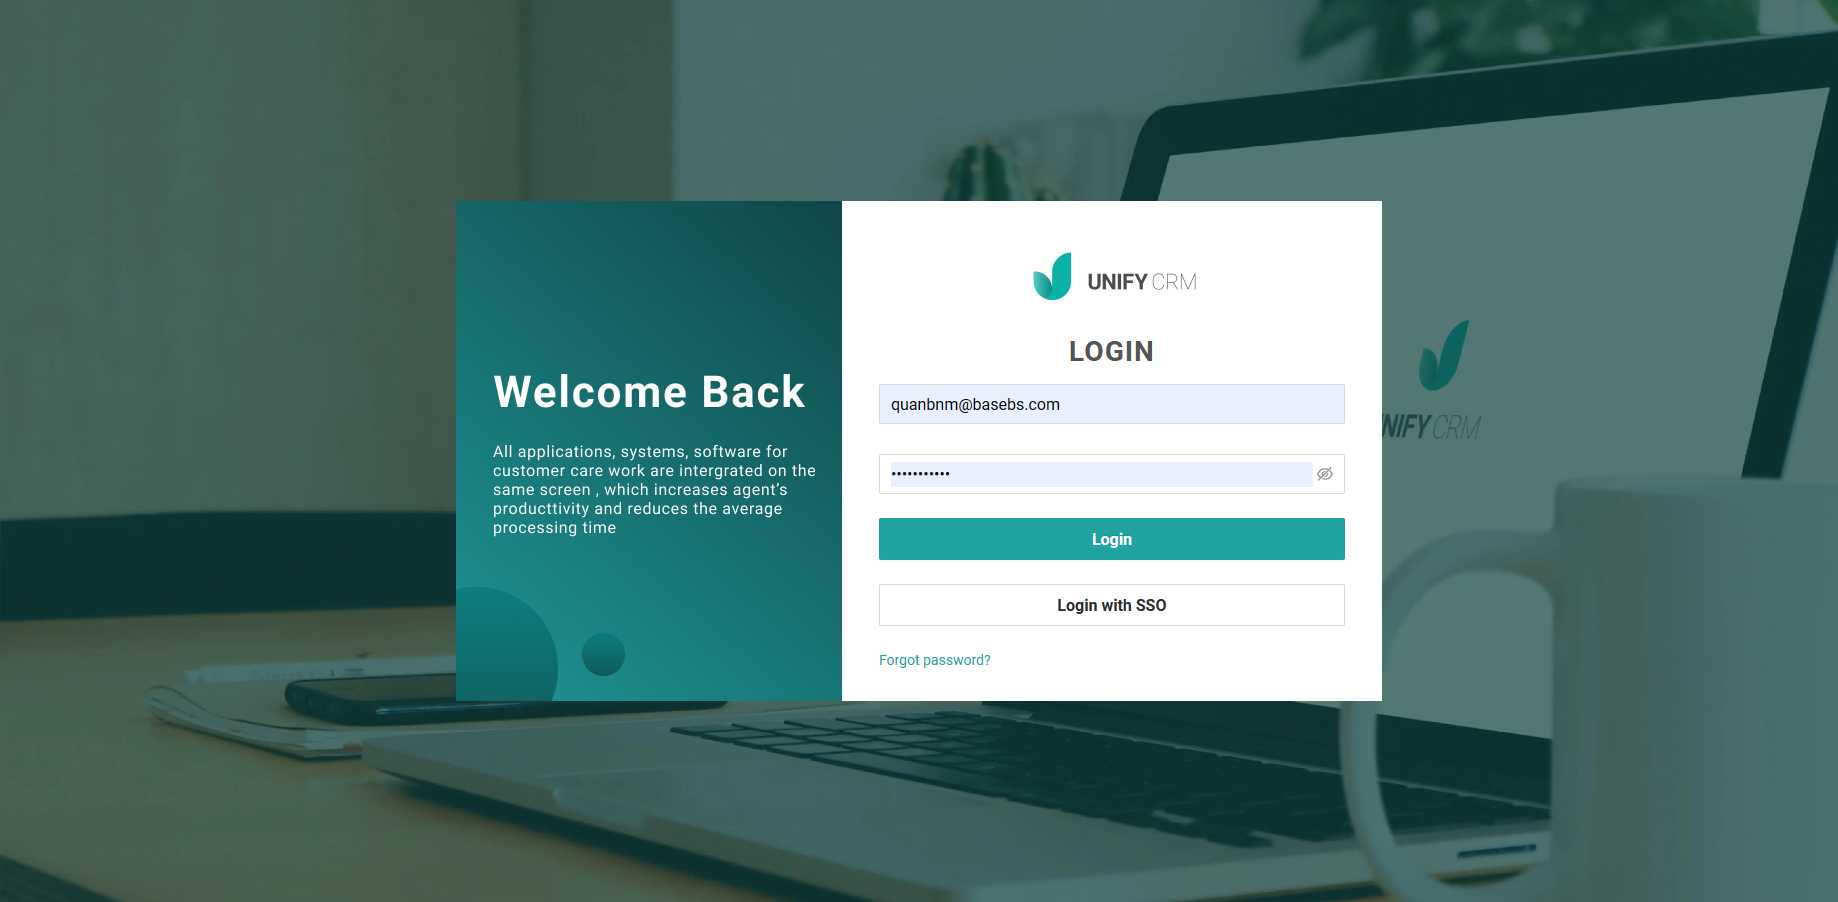 UNIFY CRM
LOGIN
Welcome Back
All applications, systems, software for
customer care work are intergrated on the
same screen , which increases agent’s
producttivity and reduces the average
processing time
quanbnm@basebs.com
•••••••••••
Login
Login with SSO
Forgot password?
NIFY CRM